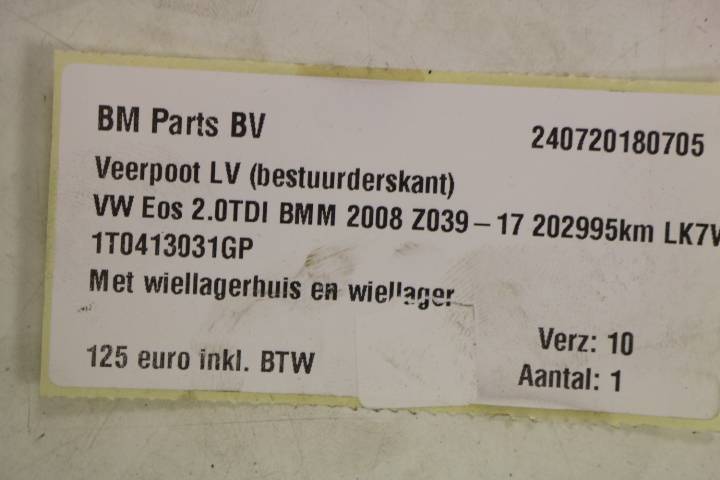 BM Parts BV
240720180705
Veerpoot LV (bestuurderskant)
VW Eos 2.0TDI BMM 2008 Z039-17 202995km LK7V
1T0413031GP
Met wiellagerhuis en wiellager
Verz: 10
125 euro inkl. BTW
Aantal: 1